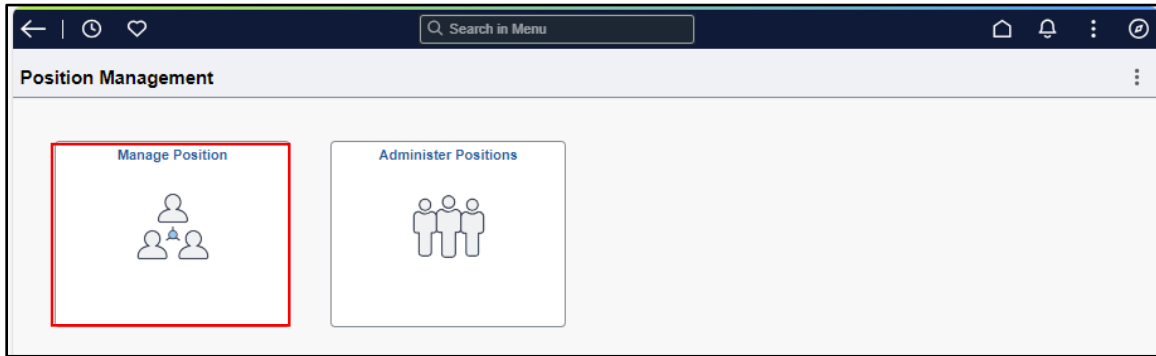 Search in Menu
Position Management
Manage Position
Administer Positions